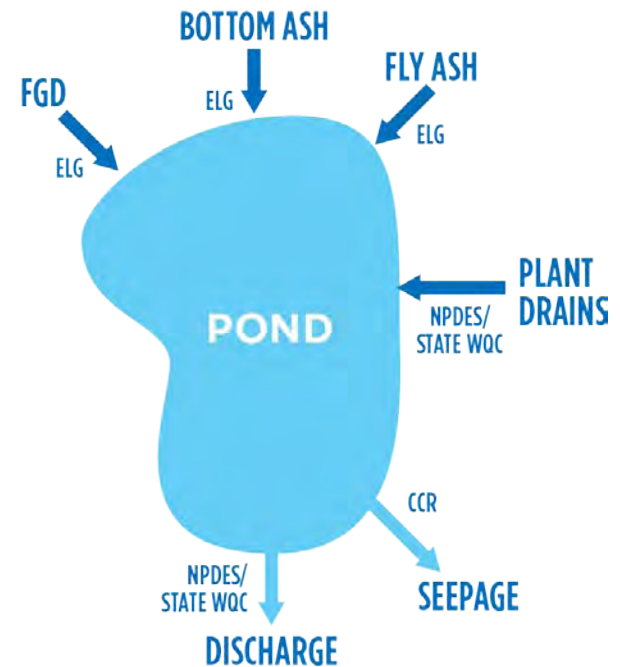 BOTTOM ASH
FLY ASH
FGD
ELG
ELG
ELG
PLANT
DRAINS
NPDES/
STATE WQC
POND
CCR
NPDES/
STATE WQC
SEEPAGE
DISCHARGE